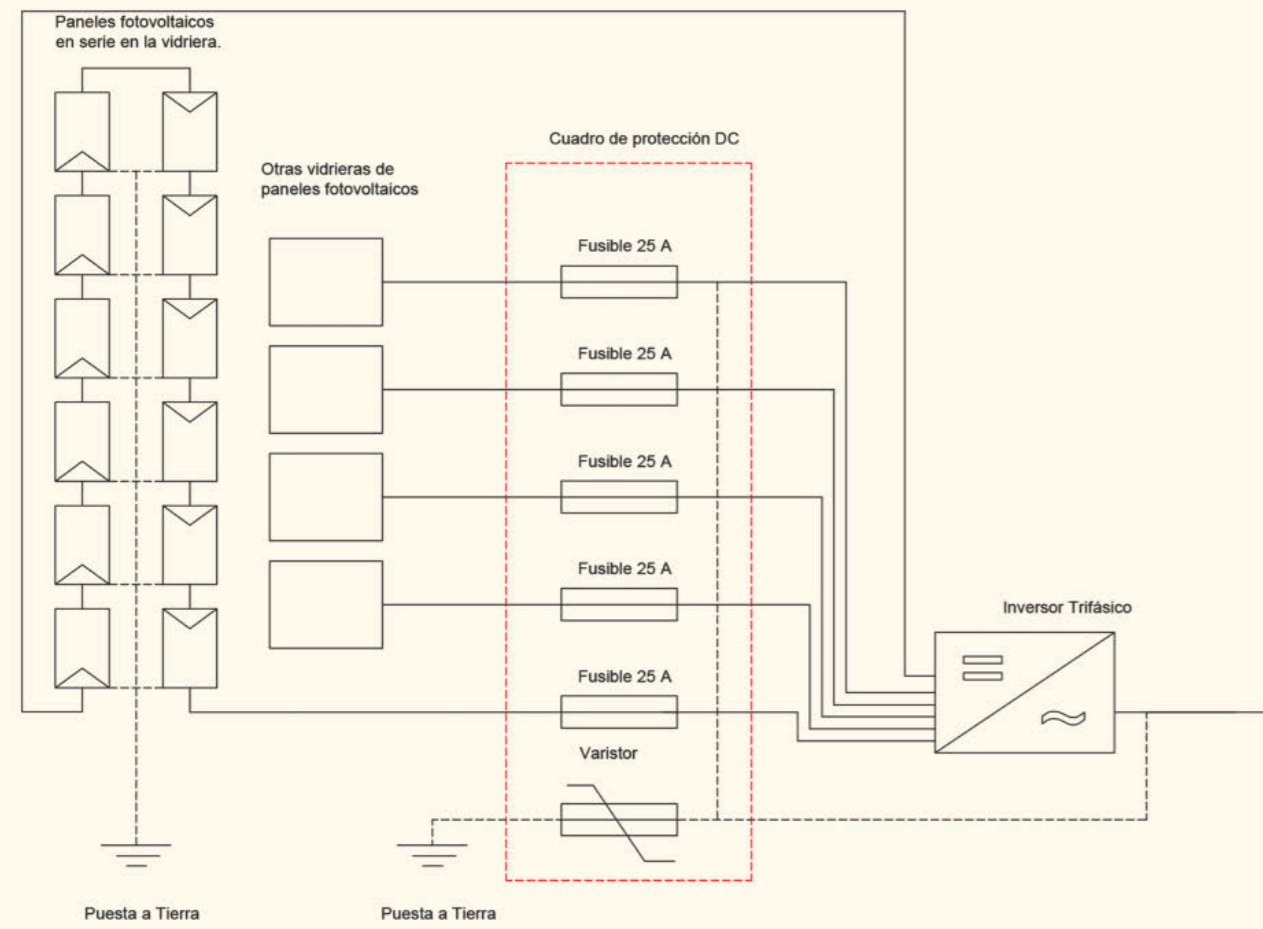 Paneles fotovoltaicos
en serie en la vidriera.
Cuadro de protección DC
Otras vidrieras de
paneles fotovoltaicos
Fusible 25 A
Fusible 25 A
Fusible 25 A
Fusible 25 A
Inversor Trifásico
Fusible 25 A
Varistor
Puesta a Tierra
Puesta a Tierra